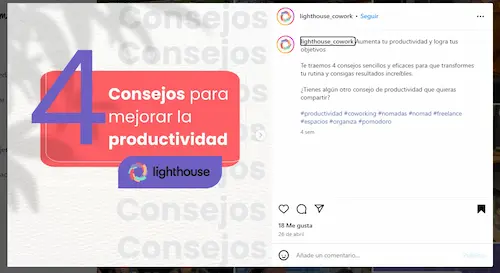 Consejos
Consejos
Consejos
Consejos
Consejos
4
Consejos para
mejorar la
productividad
lighthouse
lighthouse_cowork • Seguir
lighthouse_cowork Aumenta tu productividad y logra tus
objetivos
Te traemos 4 consejos sencillos y eficaces para que transformes
tu rutina y consigas resultados increíbles.
¿Tienes algún otro consejo de productividad que quieras
compartir?
#productividad #coworking #nomadas #nomad #freelance
#espacios #organiza #pomodoro
4 sem
18 Me gusta
28 de abril
Añade un comentario...